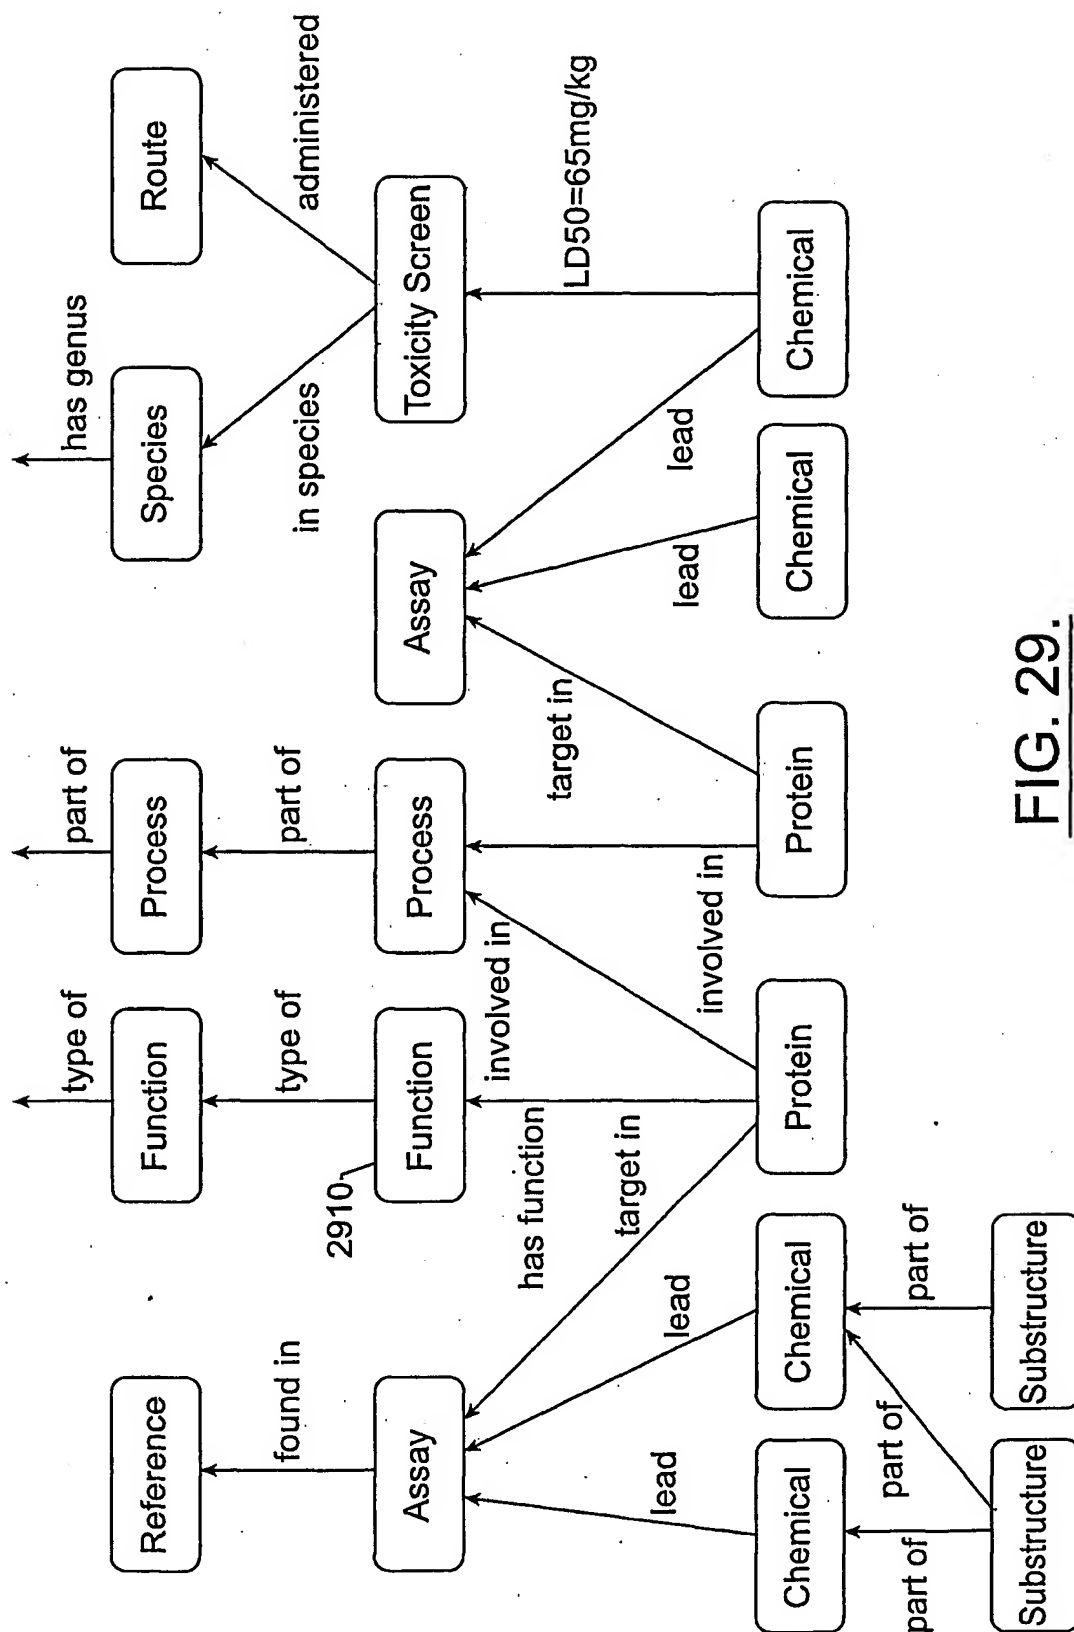 type of
part of
has genus
Reference
Function
Process
Species
Route
found in
type of
part of
in species
administered
2910
Assay
Function
Process
Assay
Toxicity Screen
has function
involved in
target in
target in
LD50=65mg/kg
lead
lead
involved in
lead
lead
Chemical
Chemical
Protein
Protein
Chemical
Chemical
part of
part of
part of
Substructure
Substructure
FIG. 29.